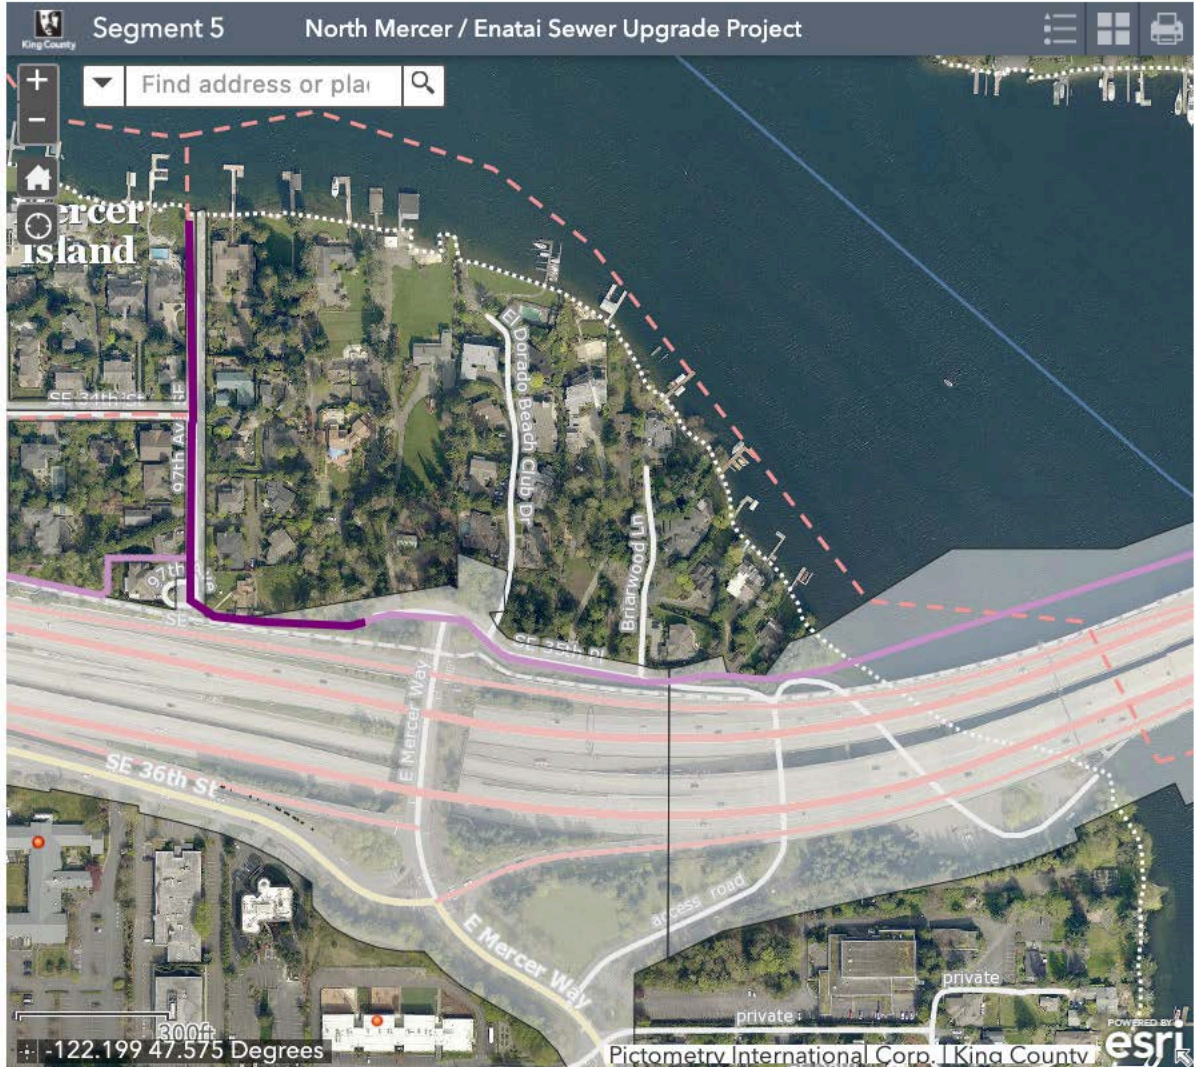 King County
Segment 5
North Mercer / Enatai Sewer Upgrade Project
+
Find address or pla
-
Mercer
Island
El Dorado Beach Club Dr
SE 34th St
97th Av SE
Briarwood Ln
97th Ave
SE
SE 35th Pl
E Mercer Way
SE 36th St
access road
E Mercer Way
private
private
300ft
-122.199 47.575 Degrees
Pictometry International Corp. | King County
POWERED BY
esri